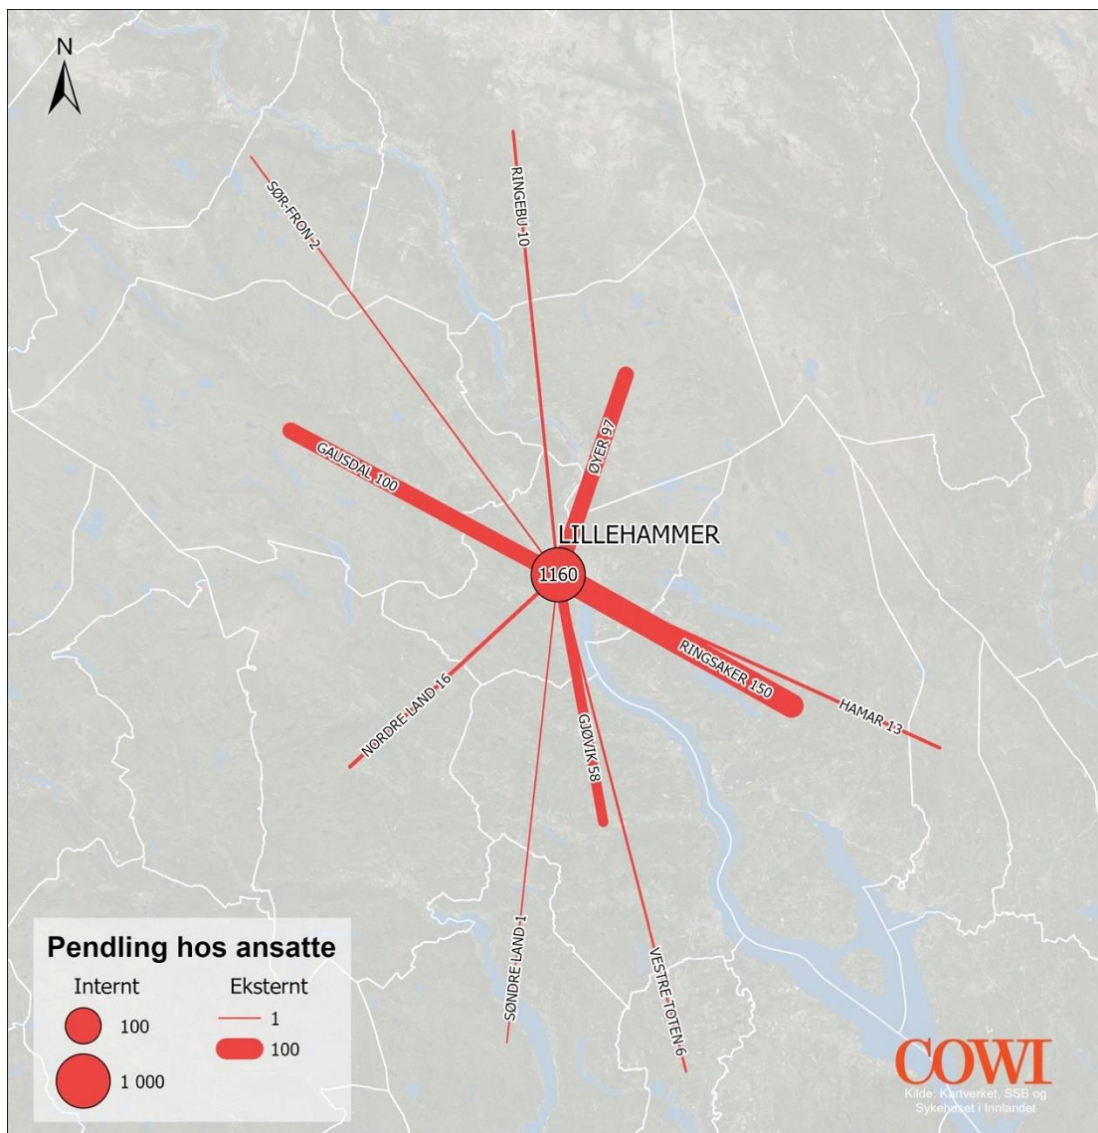 N
SØR-FRON 2
RINGEBU 10
GAUSDAL 100
ØYER 97
LILLEHAMMER
1160
RINGSAKER 150
HAMAR 13
NORDRE LAND 16
GJØVIK 58
SØNDRE LAND 1
VESTRE TOTEN 6
Pendling hos ansatte
Internt
Eksternt
100
1
1 000
100
COWI
Kilde: Kartverket, SSB og
Sykehuset i Innlandet